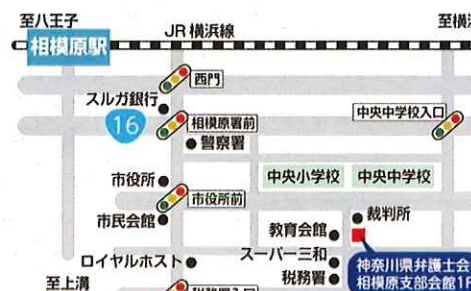 至八王子
JR 横浜線
至横
相模原駅
西門
スルガ銀行
16
相模原署前
中央中学校入口
警察署
中央小学校
中央中学校
市役所
市役所前
市民会館
裁判所
教育会館
ロイヤルホスト
スーパー三和
税務署
至上溝
神奈川県弁護士会
相模原支部会館1